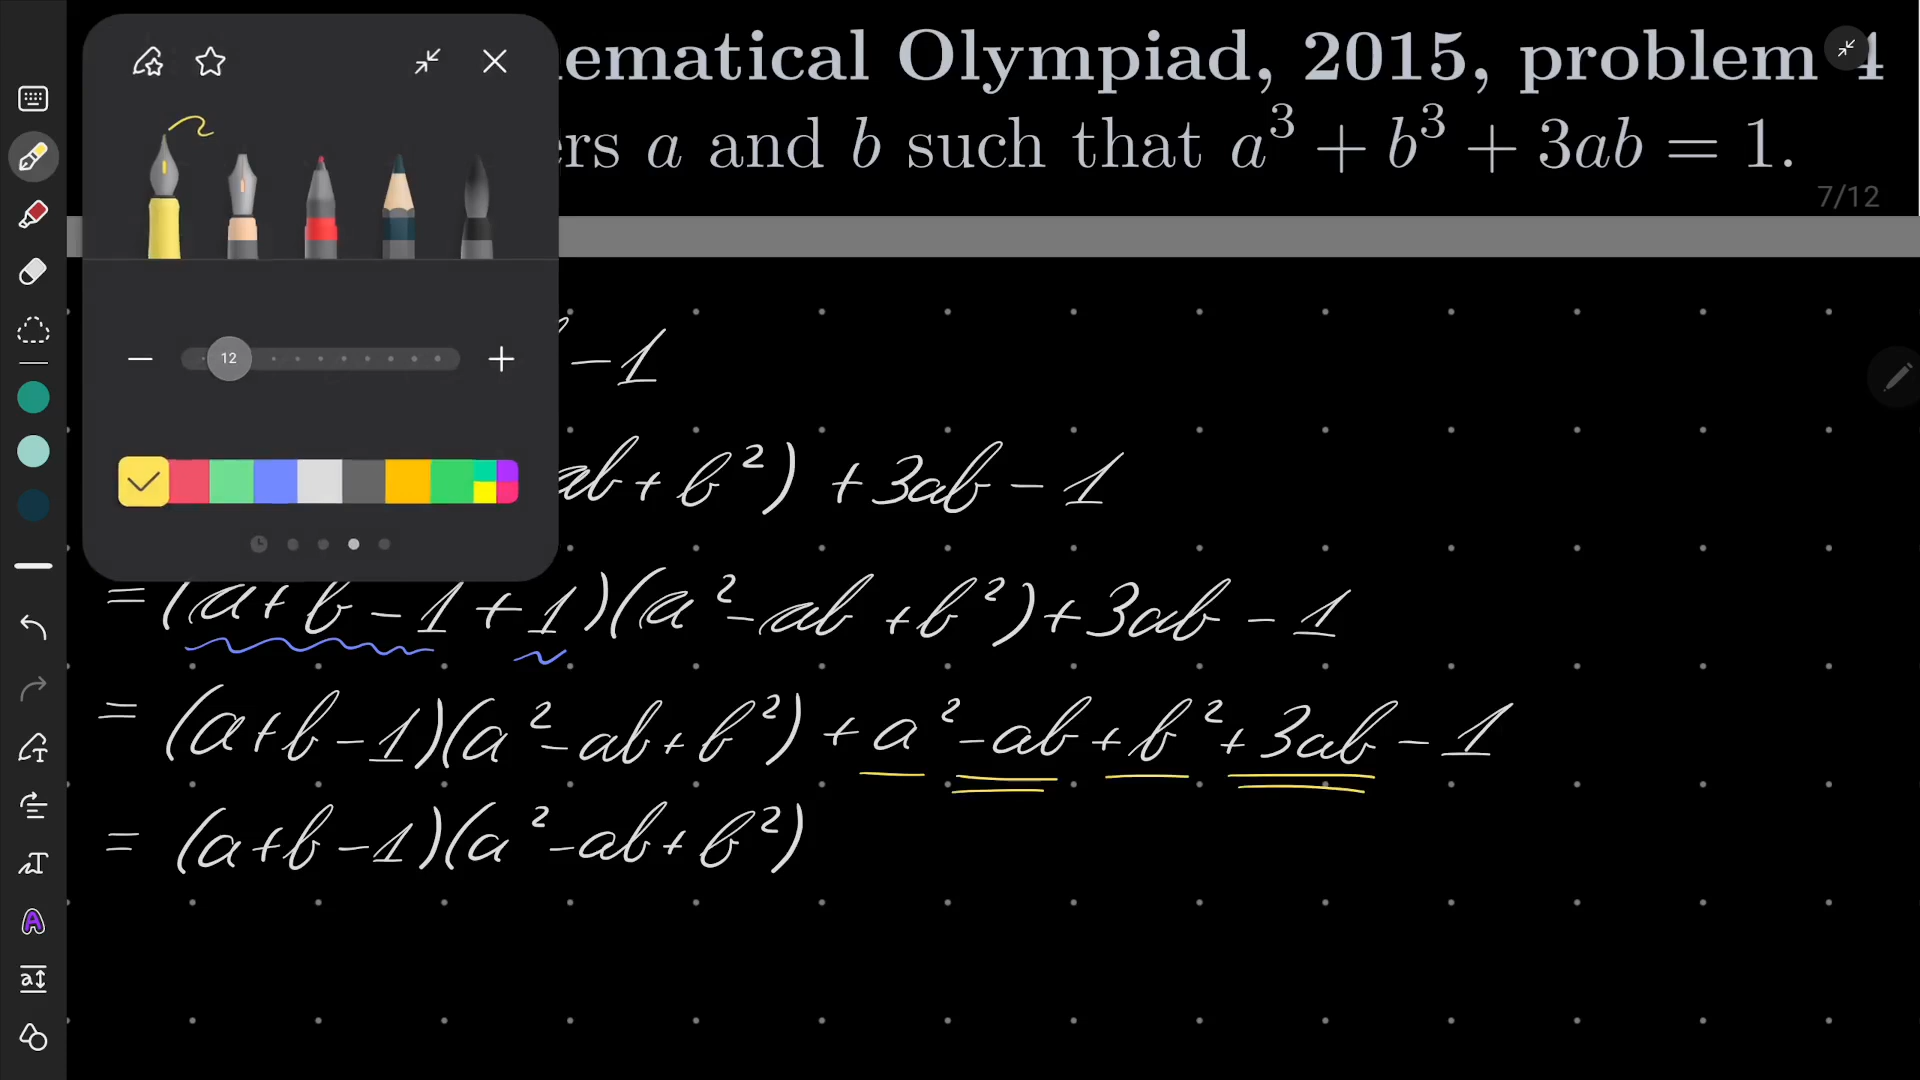 ematical Olympiad, 2015, problem 4
ers a and b such that a³ + b³ + 3ab = 1.
7/12
12
- 1
ab + b²) + 3ab - 1
= (a + b - 1 + 1)(a² - ab + b²) + 3ab - 1
= (a + b - 1)(a² - ab + b²) + a² - ab + b² + 3ab - 1
= (a + b - 1)(a² - ab + b²)